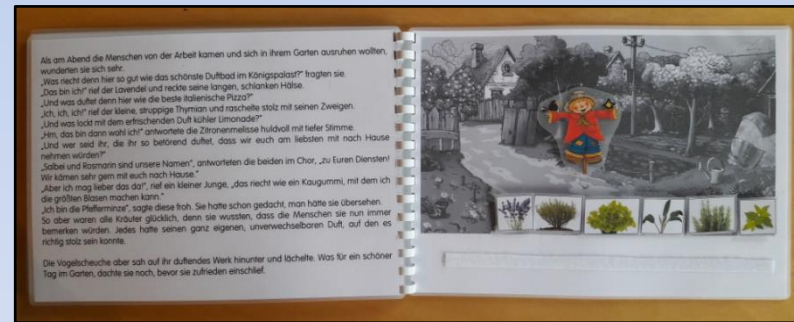 Als am Abend die Menschen von der Arbeit kamen und sich in ihrem Garten ausruhen wollten,
wunderten sie sich sehr.
„Was riecht denn hier so gut wie das schönste Duftbad im Königspalast?" fragten sie.
„Das bin ich!" rief der Lavendel und reckte seine langen, schlanken Hälse.
„Und was duftet denn hier wie die beste italienische Pizza?"
„Ich, ich, ich!" rief der kleine, struppige Thymian und raschelte stolz mit seinen Zweigen.
„Und was lockt mit dem erfrischenden Duft kühler Limonade?"
„Hm, das bin dann wohl ich!" antwortete die Zitronenmelisse huldvoll mit tiefer Stimme.
„Und wer seid ihr, die ihr so betörend duftet, dass wir euch am liebsten mit nach Hause
nehmen würden?"
„Salbei und Rosmarin sind unsere Namen", antworteten die beiden im Chor, „zu Euren Diensten!
Wir kämen sehr gern mit euch nach Hause."
„Aber ich mag lieber das da!", rief ein kleiner Junge, „das riecht wie ein Kaugummi, mit dem ich
die größten Blasen machen kann."
„Ich bin die Pfefferminze", sagte diese froh. Sie hatte schon gedacht, man hätte sie übersehen.
So aber waren alle Kräuter glücklich, denn sie wussten, dass die Menschen sie nun immer
bemerken würden. Jedes hatte seinen ganz eigenen, unverwechselbaren Duft, auf den es
richtig stolz sein konnte.
Die Vogelscheuche aber sah auf ihr duftendes Werk hinunter und lächelte. Was für ein schöner
Tag im Garten, dachte sie noch, bevor sie zufrieden einschlief.